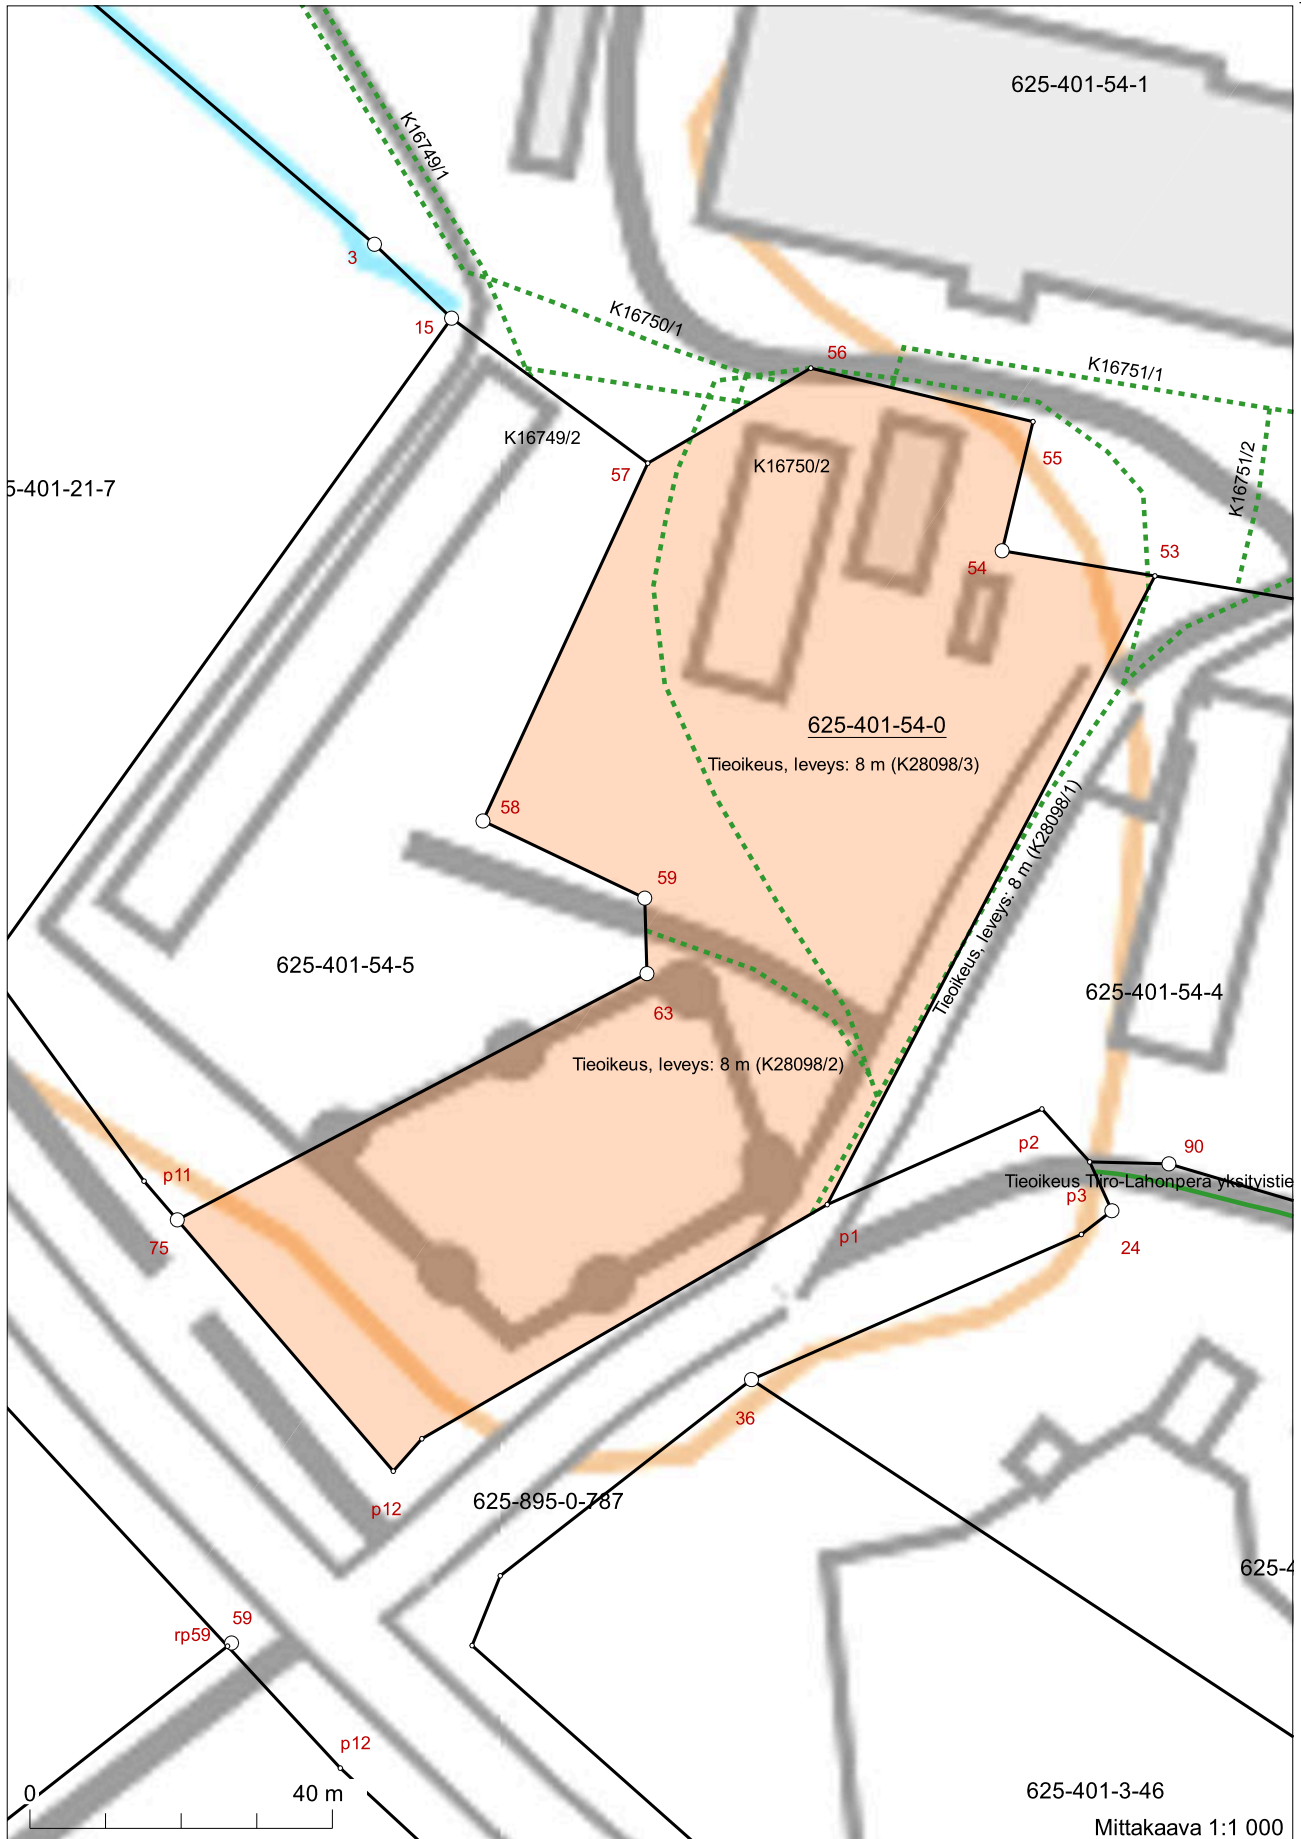 625-401-54-1
K16749/1
3
K16750/1
15
56
K16751/1
K16749/2
55
K16751/2
57
K16750/2
5-401-21-7
53
54
625-401-54-0
Tieoikeus, leveys: 8 m (K28098/3)
58
Tieoikeus, leveys: 8 m (K28098/1)
59
625-401-54-5
625-401-54-4
63
Tieoikeus, leveys: 8 m (K28098/2)
p2
90
p11
Tieoikeus Tiiro-Lahonperä yksityistie
p3
75
p1
24
36
p12
625-895-0-787
625-4
59
rp59
p12
0
40 m
625-401-3-46
Mittakaava 1:1 000